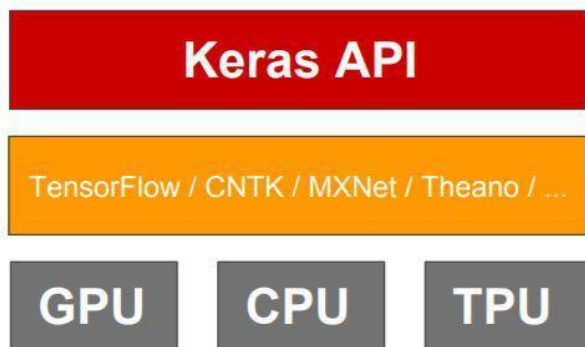 Keras API
TensorFlow / CNTK / MXNet / Theano / ...
GPU CPU TPU